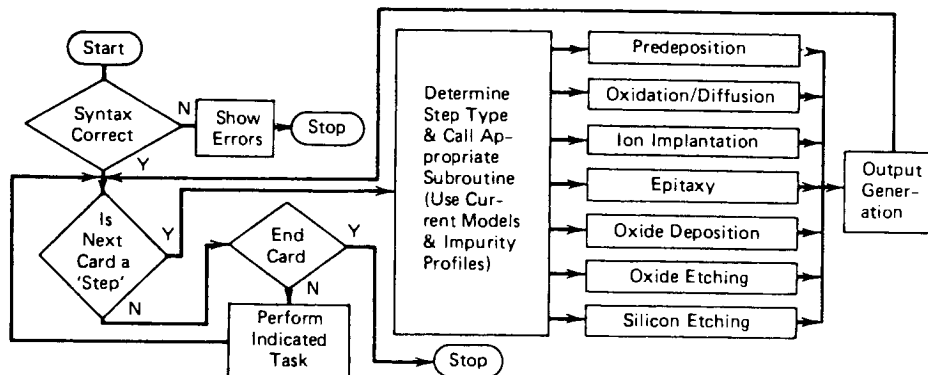 Start
Syntax
Correct
N
Show
Errors
Stop
Y
Is
Next
Card a
'Step'
Y
N
End
Card
Y
N
Perform
Indicated
Task
Stop
Determine
Step Type
& Call Ap-
propriate
Subroutine
(Use Cur-
rent Models
& Impurity
Profiles)
Predeposition
Oxidation/Diffusion
Ion Implantation
Epitaxy
Oxide Deposition
Oxide Etching
Silicon Etching
Output
Gener-
ation